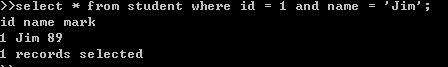 >>select * from student where id = 1 and name = 'Jim';
id name mark
1 Jim 89
1 records selected
>>